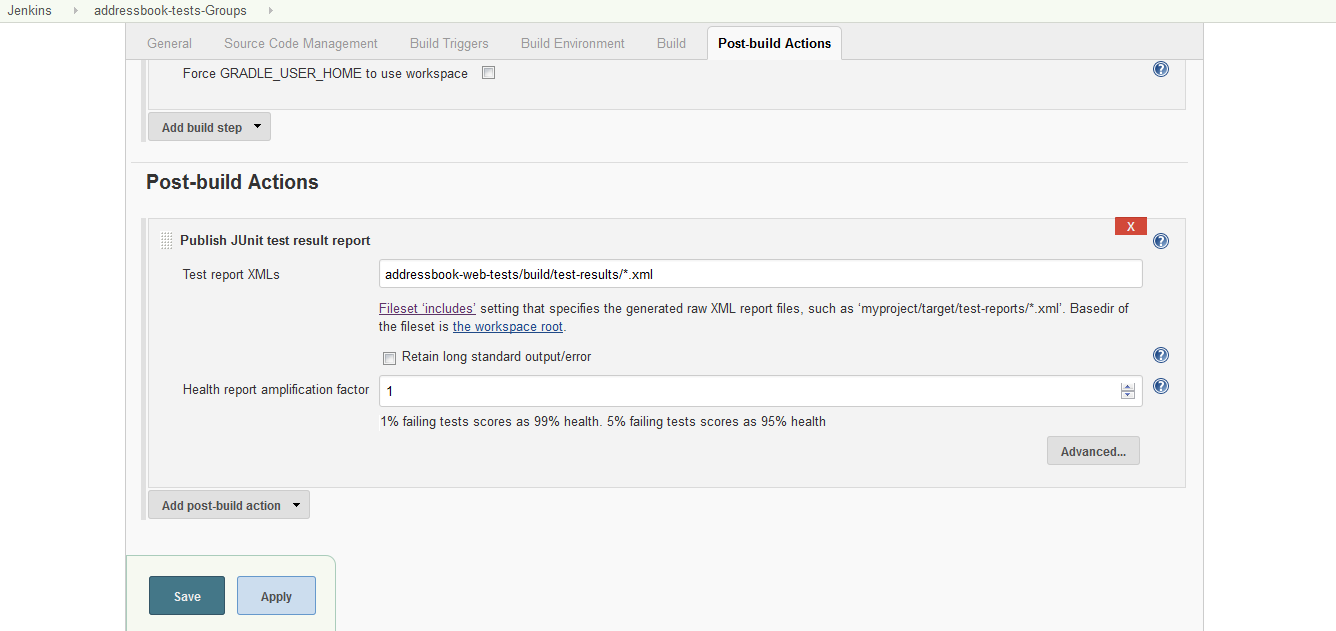 Jenkins addressbook-tests-Groups
General Source Code Management Build Triggers Build Environment Build Post-build Actions
Force GRADLE_USER_HOME to use workspace ?
Add build step
Post-build Actions
X
Publish JUnit test result report ?
Test report XMLs addressbook-web-tests/build/test-results/*.xml
Fileset ‘includes’ setting that specifies the generated raw XML report files, such as ‘myproject/target/test-reports/*.xml’. Basedir of
the fileset is the workspace root.
Retain long standard output/error ?
Health report amplification factor 1 ?
1% failing tests scores as 99% health. 5% failing tests scores as 95% health
Advanced...
Add post-build action
Save Apply